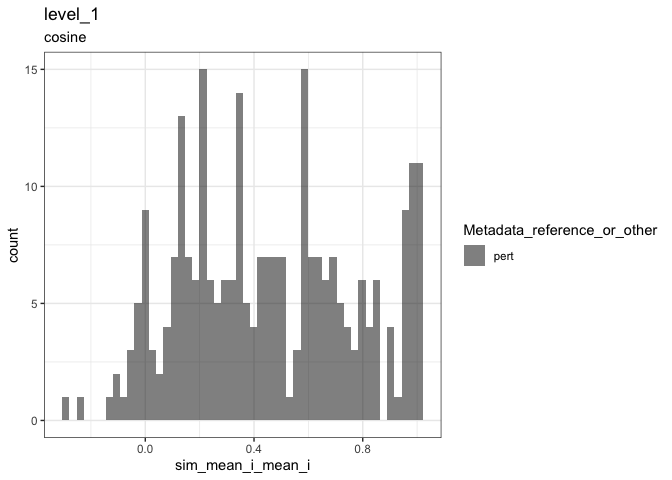 level_1
cosine
15
10
5
0
count
0.0
0.4
0.8
sim_mean_i_mean_i
Metadata_reference_or_other
pert